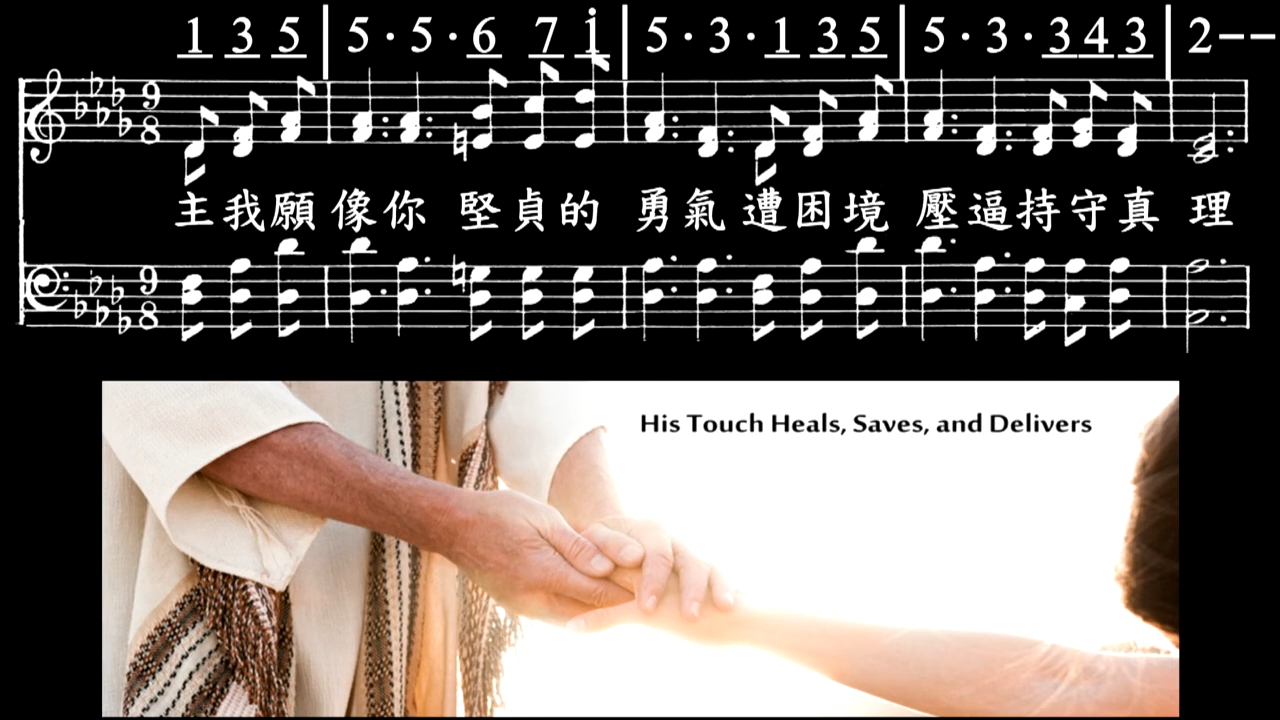 1 3 5 | 5 · 5 · 6 7 i | 5 · 3 · 1 3 5 | 5 · 3 · 3 4 3 | 2 – –
9
8
主我願 像你 堅貞的 勇氣 遭困境 壓逼持守真 理
9
8
His Touch Heals, Saves, and Delivers